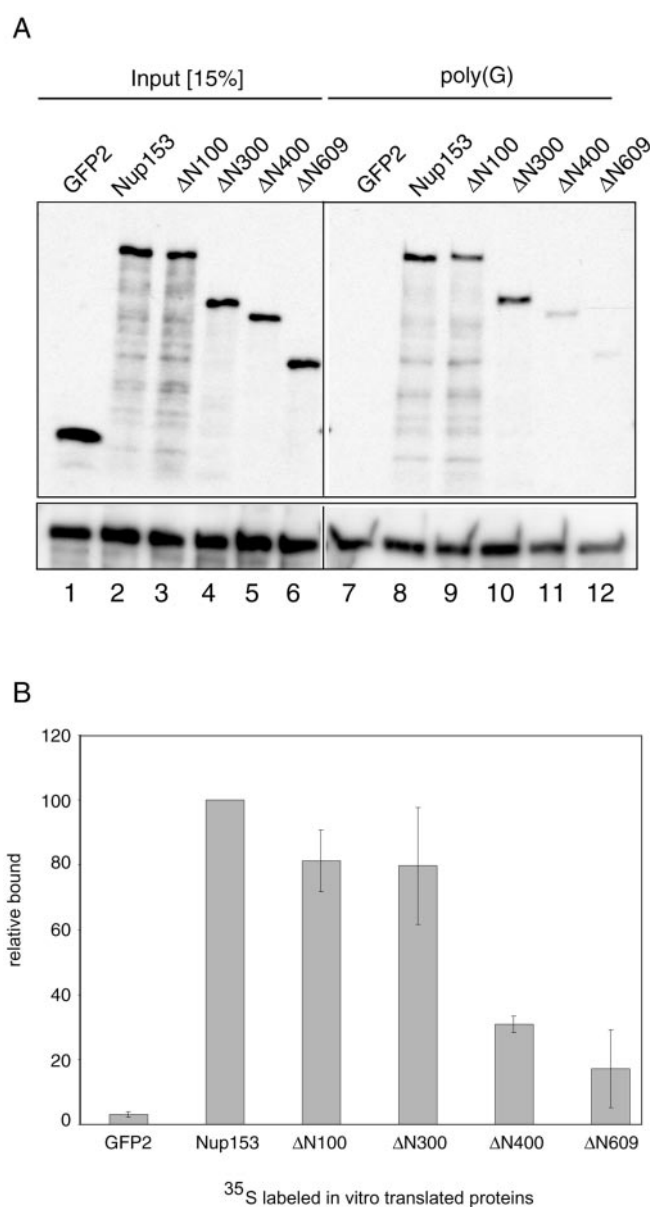 A
Input [15%] poly(G)
GFP2 Nup153 ΔN100 ΔN300 ΔN400 ΔN609 GFP2 Nup153 ΔN100 ΔN300 ΔN400 ΔN609
1 2 3 4 5 6 7 8 9 10 11 12
B
120
100
80
60
40
20
0
relative bound
GFP2 Nup153 ΔN100 ΔN300 ΔN400 ΔN609
35S labeled in vitro translated proteins